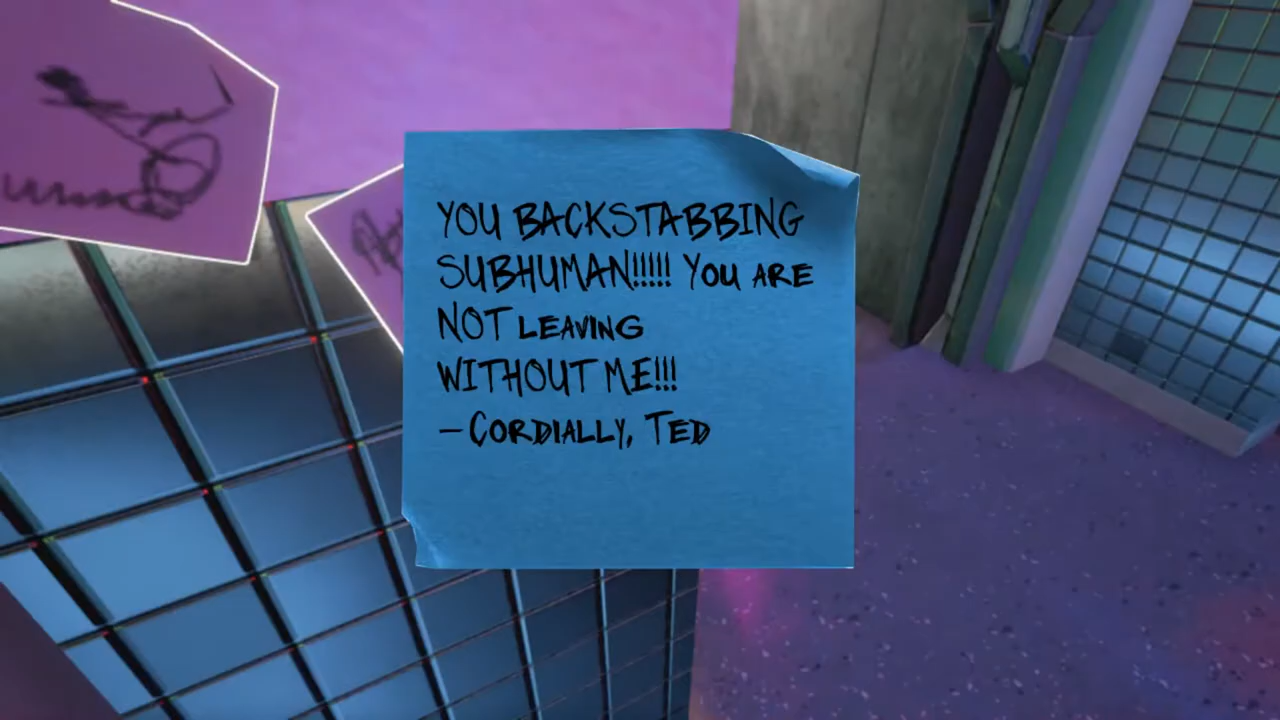 YOU BACKSTABBING
SUBHUMAN!!!!! YOU ARE
NOT LEAVING
WITHOUT ME!!!
– CORDIALLY, TED